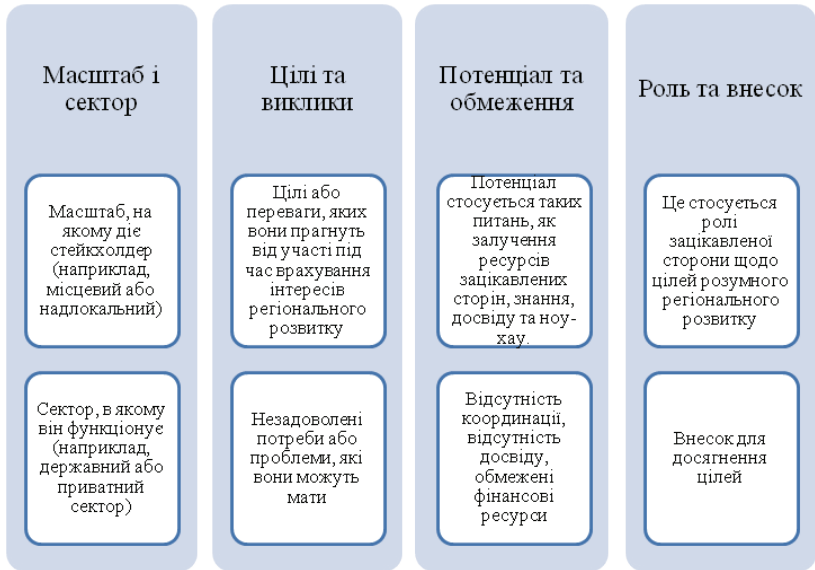 Масштаб і
сектор
Масштаб, на
якому діє
стейкхолдер
(наприклад,
місцевий або
надлокальний)
Сектор, в якому
він функціонує
(наприклад,
державний або
приватний
сектор)
Цілі та
виклики
Цілі або
переваги, яких
вони прагнуть
від участі під
час врахування
інтересів
регіонального
розвитку
Незадоволені
потреби або
проблеми, які
вони можуть
мати
Потенціал та
обмеження
Потенціал
стосується таких
питань, як
залучення
ресурсів
зацікавлених
сторін, знання,
досвіду та ноу-
хау.
Відсутність
координації,
відсутність
досвіду,
обмежені
фінансові
ресурси
Роль та внесок
Це стосується
ролі
зацікавленої
сторони щодо
цілей розумного
регіонального
розвитку
Внесок для
досягнення
цілей